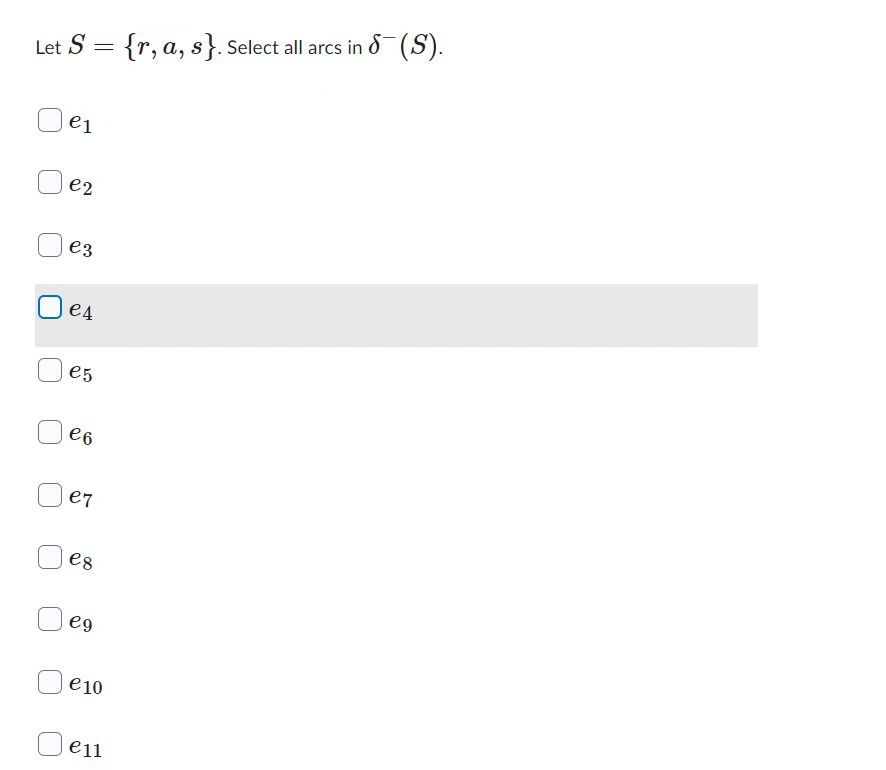 Let S = {r, a, s}. Select all arcs in δ⁻(S).
e₁
e₂
e₃
e₄
e₅
e₆
e₇
e₈
e₉
e₁₀
e₁₁